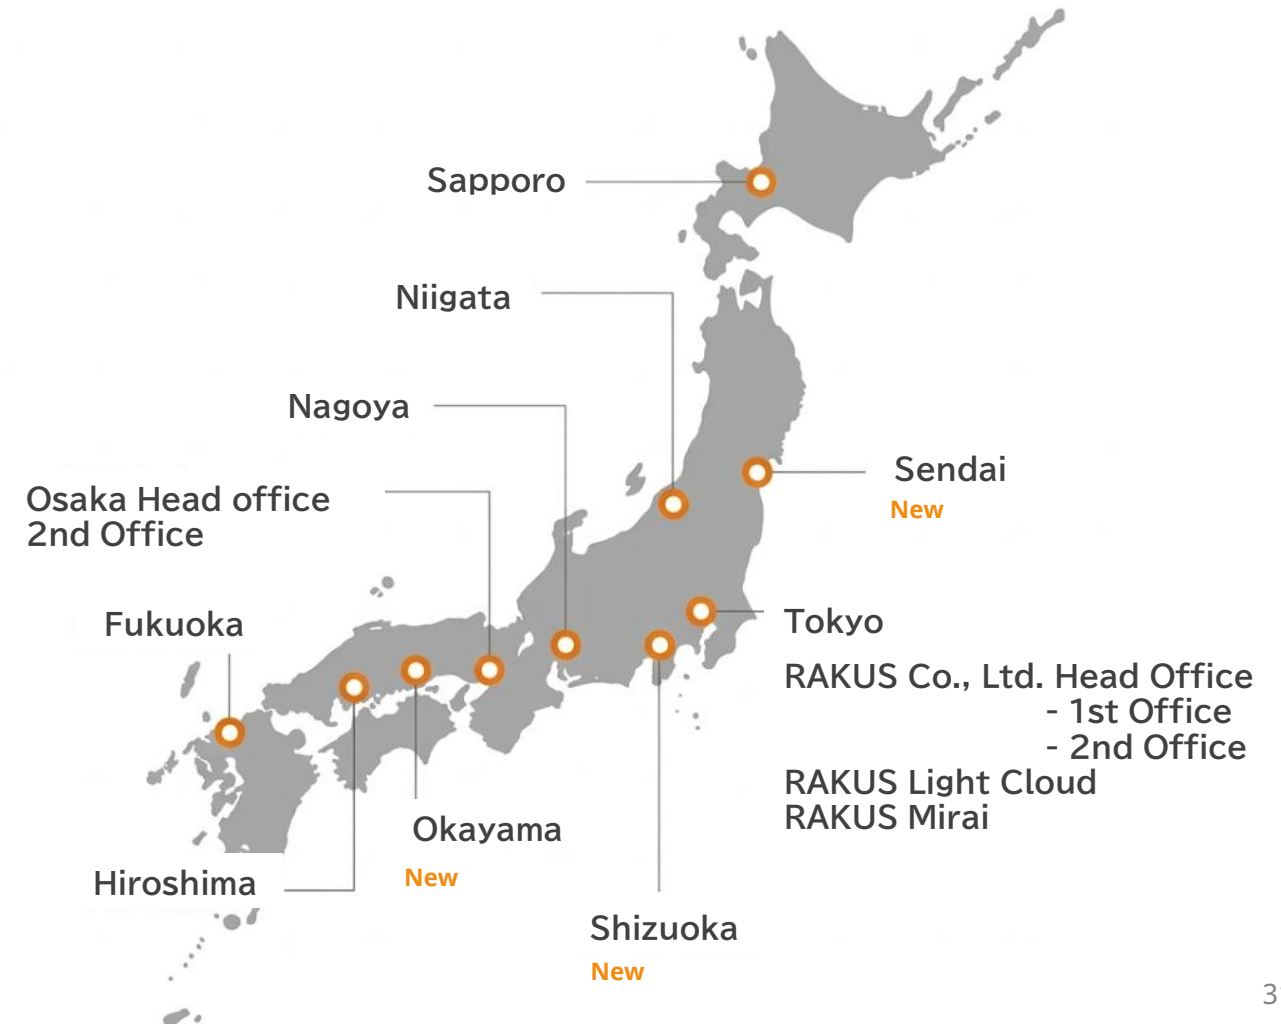 Sapporo
Niigata
Nagoya
Sendai
New
Osaka Head office
2nd Office
Fukuoka
Tokyo
RAKUS Co., Ltd. Head Office
- 1st Office
- 2nd Office
RAKUS Light Cloud
RAKUS Mirai
Okayama
New
Hiroshima
Shizuoka
New